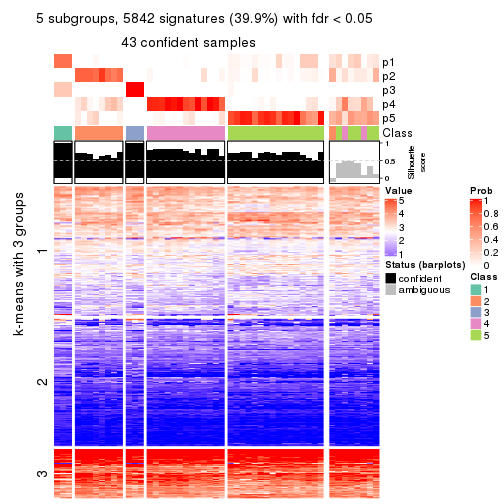 5 subgroups, 5842 signatures (39.9%) with fdr < 0.05
43 confident samples
p1
p2
p3
p4
p5
Class
1
0.5
0
Silhouette
score
k-means with 3 groups
1
2
3
Value
5
4
3
2
1
Status (barplots)
confident
ambiguous
Prob
1
0.8
0.6
0.4
0.2
0
Class
1
2
3
4
5